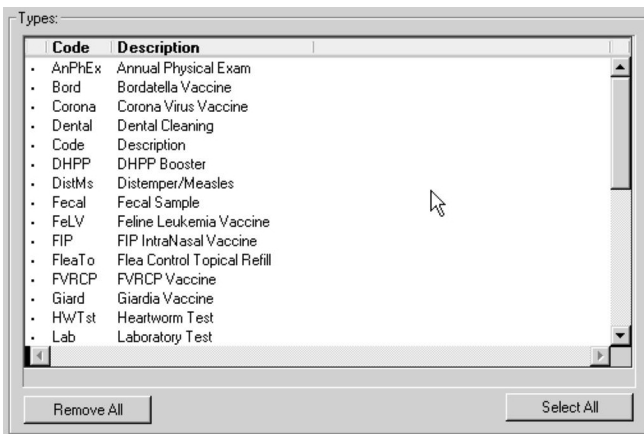 Types:
Code Description
· AnPhEx Annual Physical Exam
· Bord Bordatella Vaccine
· Corona Corona Virus Vaccine
· Dental Dental Cleaning
· Code Description
· DHPP DHPP Booster
· DistMs Distemper/Measles
· Fecal Fecal Sample
· FeLV Feline Leukemia Vaccine
· FIP FIP IntraNasal Vaccine
· FleaTo Flea Control Topical Refill
· FVRCP FVRCP Vaccine
· Giard Giardia Vaccine
· HWTst Heartworm Test
· Lab Laboratory Test
Remove All Select All